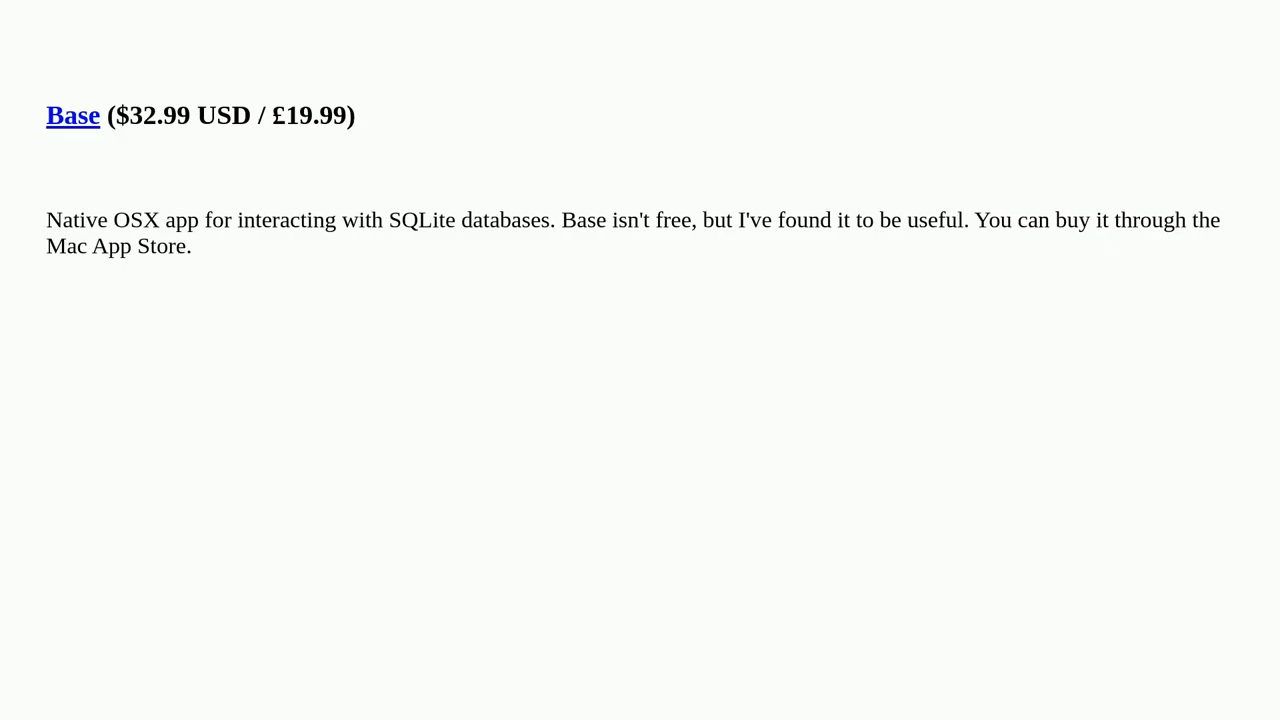 Base ($32.99 USD / £19.99)
Native OSX app for interacting with SQLite databases. Base isn't free, but I've found it to be useful. You can buy it through the
Mac App Store.